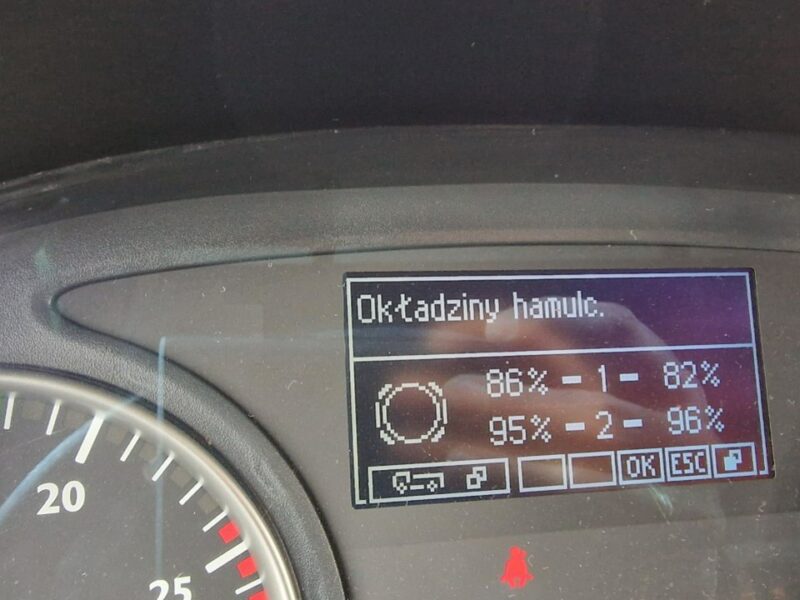 Okładziny hamulc.
86% - 1 - 82%
95% - 2 - 96%
OK ESC
20
25